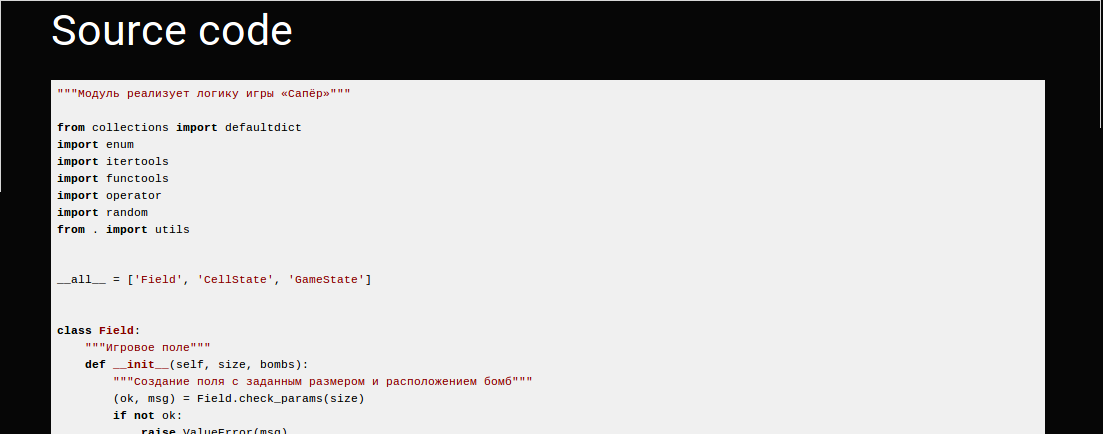 Source code
"""Модуль реализует логику игры «Сапёр»"""
from collections import defaultdict
import enum
import itertools
import functools
import operator
import random
from . import utils
__all__ = ['Field', 'CellState', 'GameState']
class Field:
"""Игровое поле"""
def __init__(self, size, bombs):
"""Создание поля с заданным размером и расположением бомб"""
(ok, msg) = Field.check_params(size)
if not ok:
raise ValueError(msg)